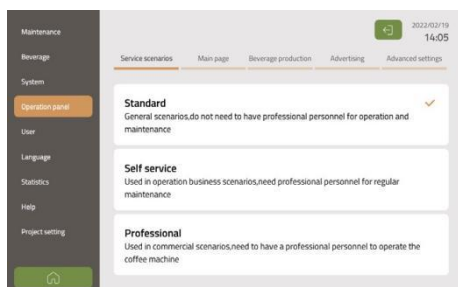 Maintenance
Beverage
System
Operation panel
User
Language
Statistics
Help
Project setting
2022/02/19
14:05
Service scenarios
Main page
Beverage production
Advertising
Advanced settings
Standard
General scenarios,do not need to have professional personnel for operation and
maintenance
Self service
Used in operation business scenarios,need professional personnel for regular
maintenance
Professional
Used in commercial scenarios,need to have a professional personnel to operate the
coffee machine